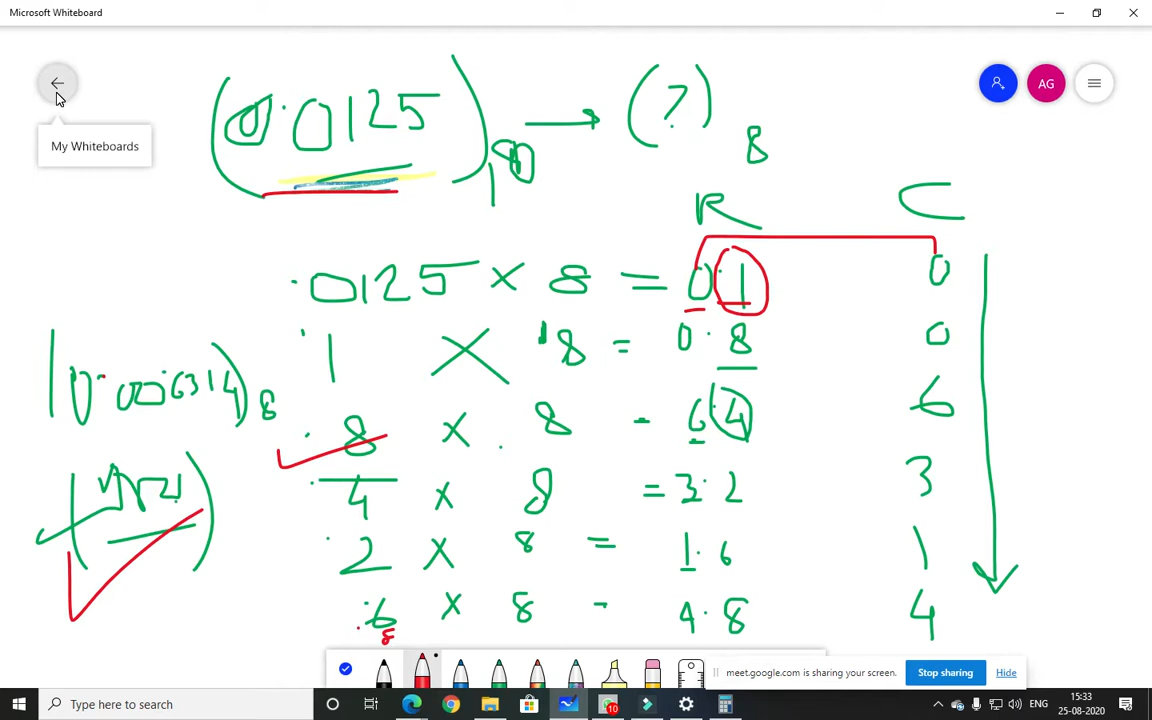 Microsoft Whiteboard
AG
My Whiteboards
(0.0125)10 → (?)8
R C
.0125 × 8 = 0.1 0
.1 × .8 = 0.8 0
.8 × .8 - 6.4 6
.4 × 8 = 3.2 3
.2 × 8 = 1.6 1
.6 × 8 - 4.8 4
.8
(0.006314)8
meet.google.com is sharing your screen.
Stop sharing
Hide
Type here to search
10
ENG
15:33
25-08-2020